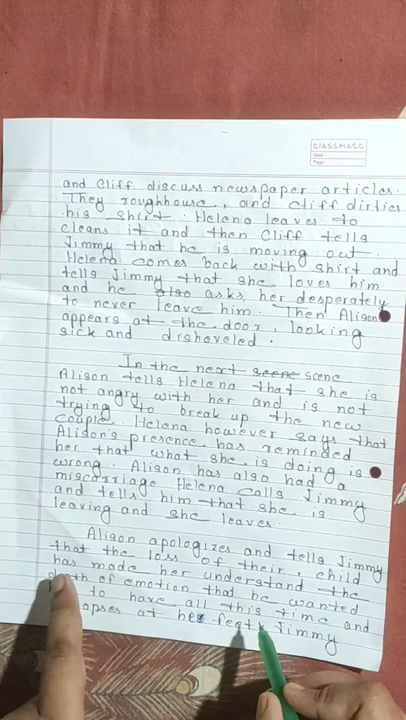 CLASSMATE
Date
Page
and Cliff discuss newspaper articles.
They roughhouse, and Cliff dirties
his shirt. Helena leaves to
cleans it and then Cliff tells
Jimmy that he is moving out.
Helena comes back with shirt and
tells Jimmy that she loves him
and he also asks her desperately
to never leave him. Then Alison
appears at the door, looking
sick and disheveled.
In the next scene scene
Alison tells Helena that she is
not angry with her and is not
trying to break up the new
couple. Helena however says that
Alison's presence has reminded
her that what she is doing is
wrong. Alison has also had a
miscarriage. Helena calls Jimmy
and tells him that she is
leaving and she leaves.
Alison apologizes and tells Jimmy
that the loss of their child
has made her understand the
of emotion that he wanted
to have all this time and
at feet. Jimmy